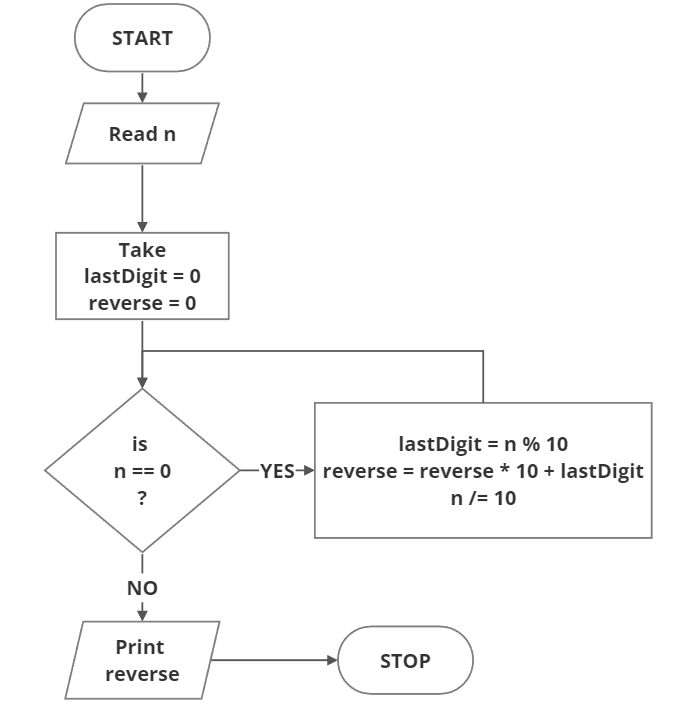 START
Read n
Take
lastDigit = 0
reverse = 0
is
n == 0
?
YES
lastDigit = n % 10
reverse = reverse * 10 + lastDigit
n /= 10
NO
Print
reverse
STOP